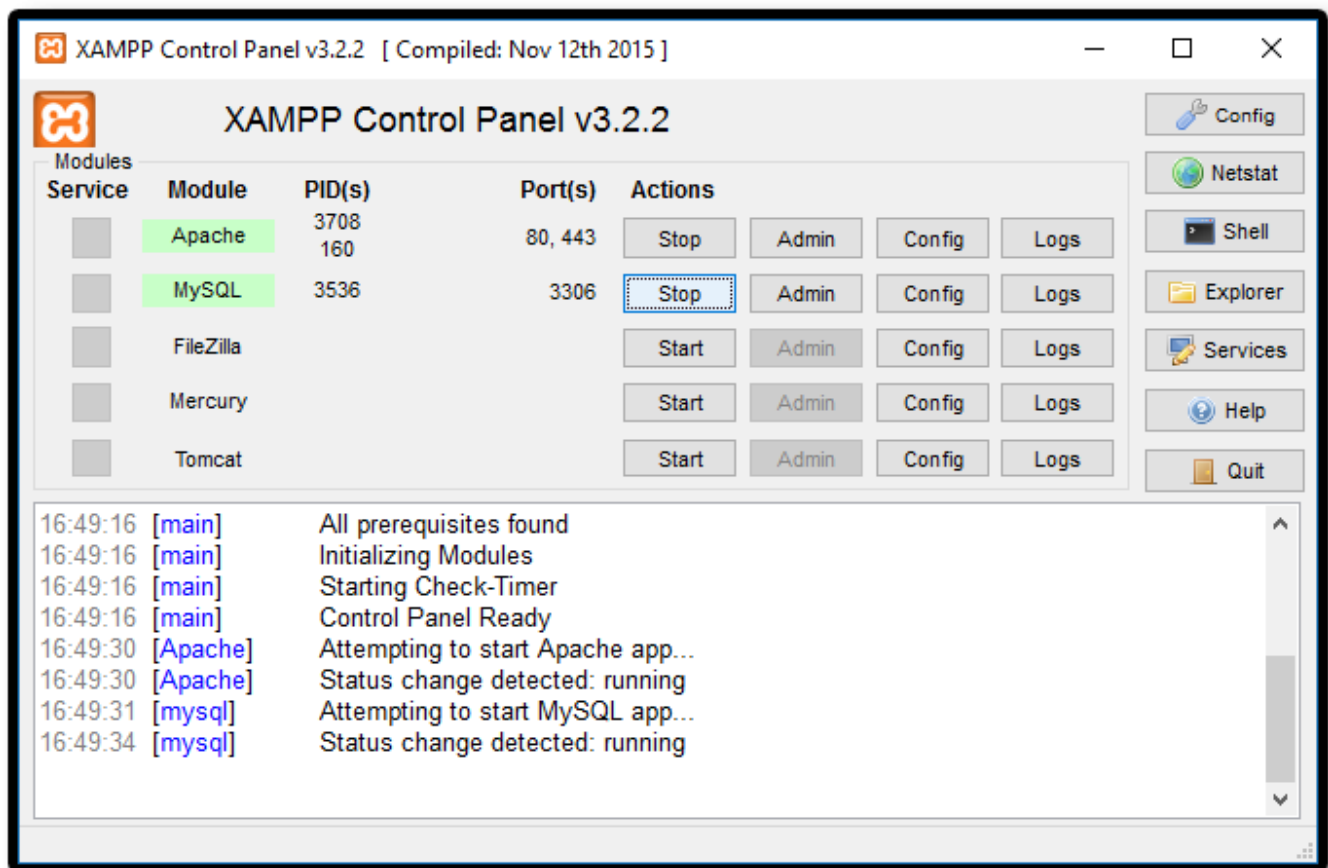 XAMPP Control Panel v3.2.2 [ Compiled: Nov 12th 2015 ]
XAMPP Control Panel v3.2.2
Config
Modules
Netstat
Service Module PID(s) Port(s) Actions
Apache 3708 160 80, 443 Stop Admin Config Logs
Shell
MySQL 3536 3306 Stop Admin Config Logs
Explorer
FileZilla Start Admin Config Logs
Services
Mercury Start Admin Config Logs
Help
Tomcat Start Admin Config Logs
Quit
16:49:16 [main] All prerequisites found
16:49:16 [main] Initializing Modules
16:49:16 [main] Starting Check-Timer
16:49:16 [main] Control Panel Ready
16:49:30 [Apache] Attempting to start Apache app...
16:49:30 [Apache] Status change detected: running
16:49:31 [mysql] Attempting to start MySQL app...
16:49:34 [mysql] Status change detected: running